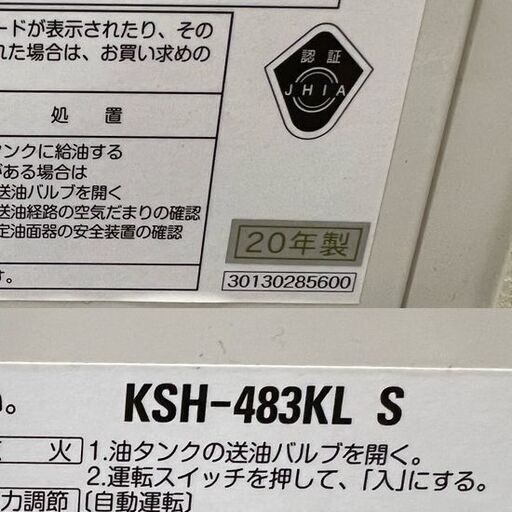 ードが表示されたり、その
れた場合は、お買い求めの
認証
JHIA
処置
タンクに給油する
がある場合は
送油バルブを開く
送油経路の空気だまりの確認
定油面器の安全装置の確認
20年製
す。
30130285600
い。
KSH-483KL S
火
1.油タンクの送油バルブを開く。
2.運転スイッチを押して、「入」にする。
力調節
〔自動運転〕